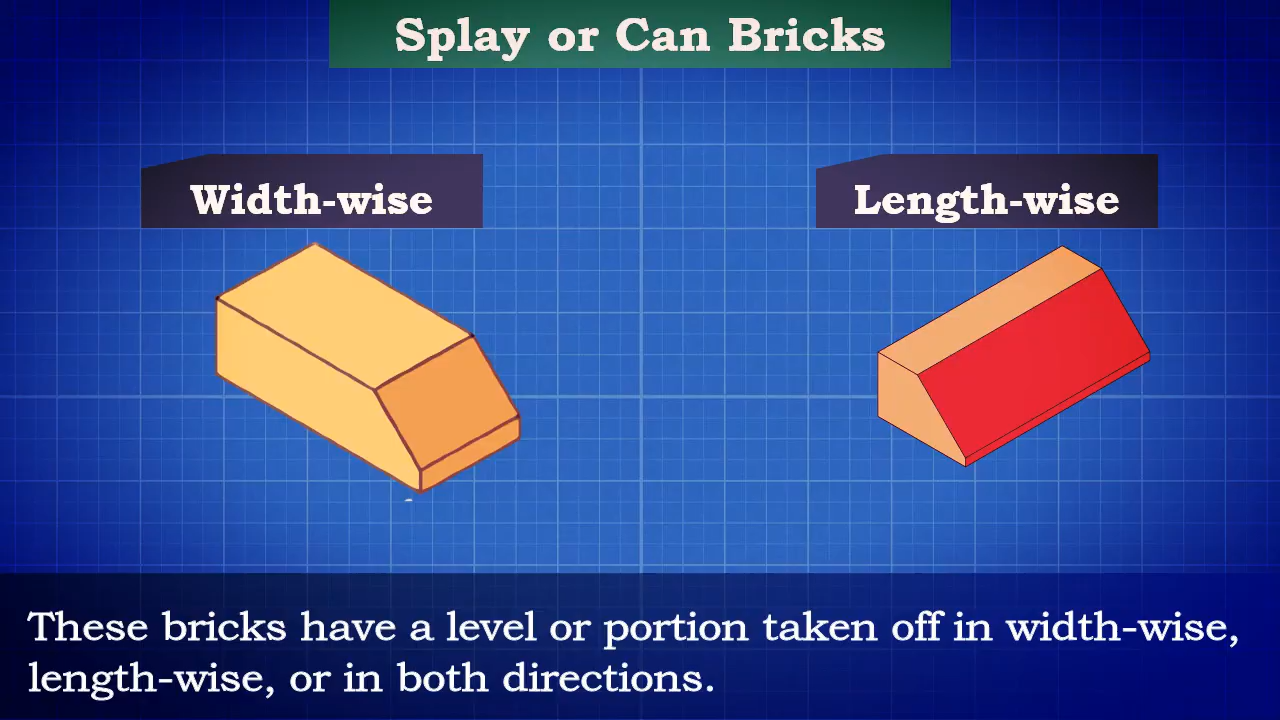 Splay or Can Bricks
Width-wise
Length-wise
These bricks have a level or portion taken off in width-wise,
length-wise, or in both directions.